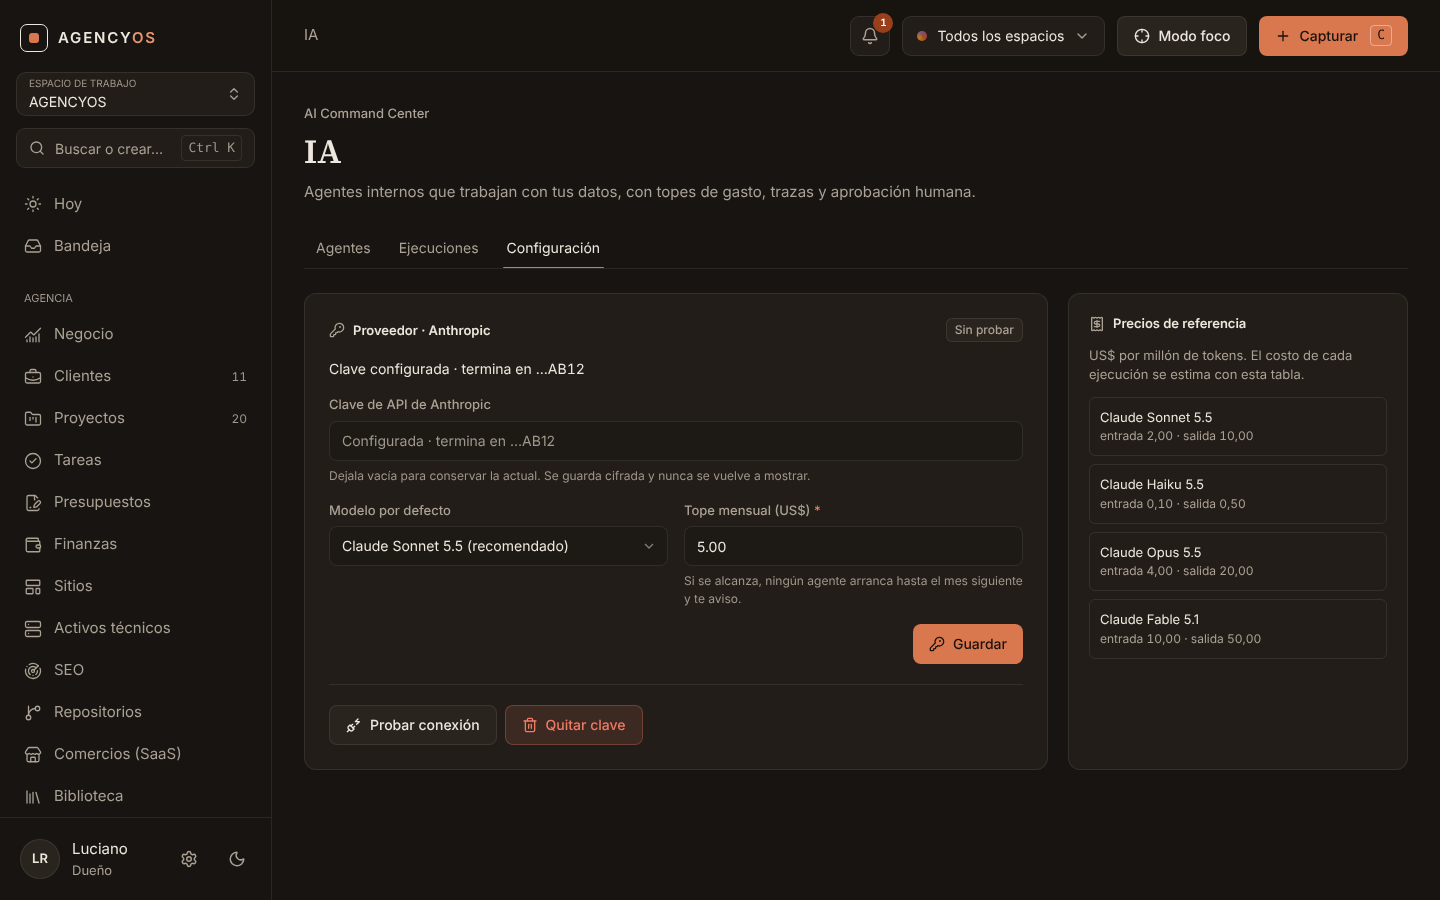 AGENCYOS
ESPACIO DE TRABAJO
AGENCYOS
Buscar o crear... Ctrl K
Hoy
Bandeja
AGENCIA
Negocio
Clientes 11
Proyectos 20
Tareas
Presupuestos
Finanzas
Sitios
Activos técnicos
SEO
Repositorios
Comercios (SaaS)
Biblioteca
LR
Luciano
Dueño
IA
1
Todos los espacios
Modo foco
Capturar C
AI Command Center
IA
Agentes internos que trabajan con tus datos, con topes de gasto, trazas y aprobación humana.
Agentes Ejecuciones Configuración
Proveedor · Anthropic Sin probar
Clave configurada · termina en ...AB12
Clave de API de Anthropic
Configurada · termina en ...AB12
Dejala vacía para conservar la actual. Se guarda cifrada y nunca se vuelve a mostrar.
Modelo por defecto
Claude Sonnet 5.5 (recomendado)
Tope mensual (US$) *
5.00
Si se alcanza, ningún agente arranca hasta el mes siguiente
y te aviso.
Guardar
Probar conexión
Quitar clave
Precios de referencia
US$ por millón de tokens. El costo de cada
ejecución se estima con esta tabla.
Claude Sonnet 5.5
entrada 2,00 · salida 10,00
Claude Haiku 5.5
entrada 0,10 · salida 0,50
Claude Opus 5.5
entrada 4,00 · salida 20,00
Claude Fable 5.1
entrada 10,00 · salida 50,00